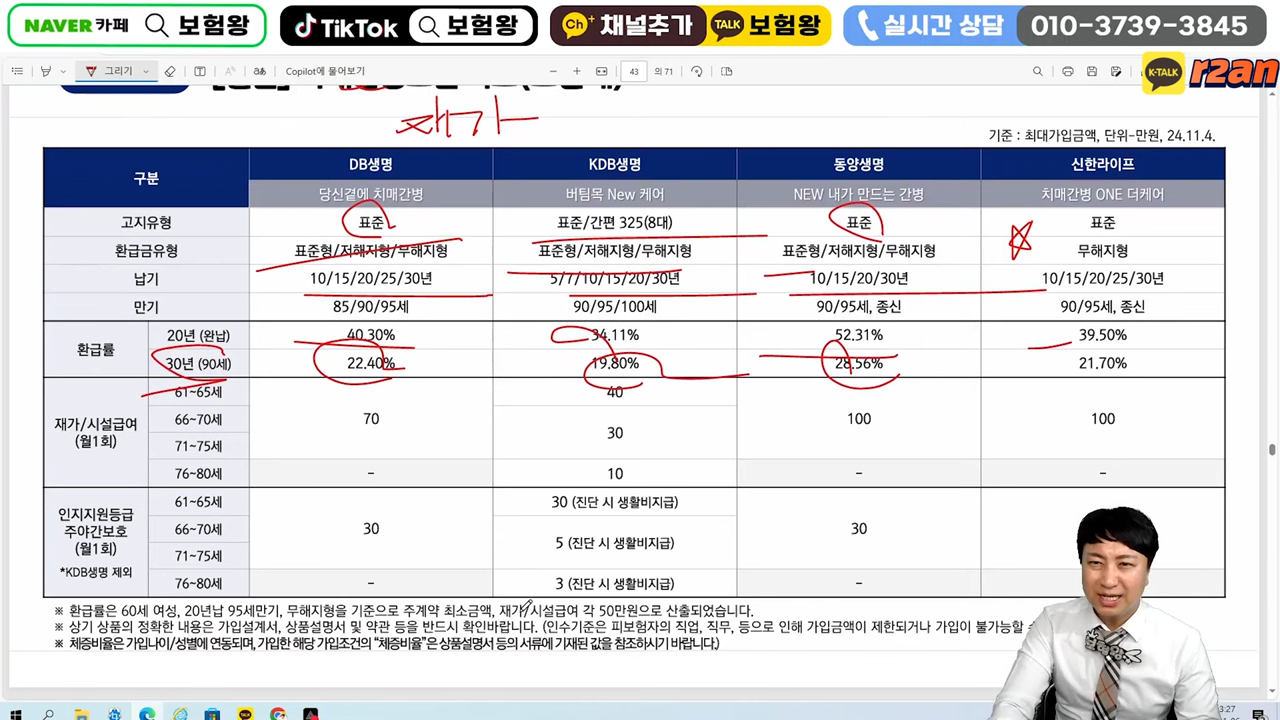 NAVER 카페 보험왕 TikTok 보험왕 Ch+ 채널추가 TALK 보험왕 실시간 상담 010-3739-3845
그리기 Copilot에 물어보기 43 의 71
K-TALK r2an
재가
기준 : 최대가입금액, 단위-만원, 24.11.4.
구분 DB생명 KDB생명 동양생명 신한라이프
당신곁에 치매간병 버팀목 New 케어 NEW 내가 만드는 간병 치매간병 ONE 더케어
고지유형 표준 표준/간편 325(8대) 표준 표준
환급금유형 표준형/저해지형/무해지형 표준형/저해지형/무해지형 표준형/저해지형/무해지형 무해지형
납기 10/15/20/25/30년 5/7/10/15/20/30년 10/15/20/30년 10/15/20/25/30년
만기 85/90/95세 90/95/100세 90/95세, 종신 90/95세, 종신
환급률 20년 (완납) 40.30% 34.11% 52.31% 39.50%
30년 (90세) 22.40% 19.80% 28.56% 21.70%
재가/시설급여
(월1회)
61~65세 40
66~70세 70 30 100 100
71~75세
76~80세 - 10 - -
인지지원등급
주야간보호
(월1회)
*KDB생명 제외
61~65세 30 (진단 시 생활비지급)
66~70세 30 5 (진단 시 생활비지급) 30
71~75세
76~80세 - 3 (진단 시 생활비지급) -
※ 환급률은 60세 여성, 20년납 95세만기, 무해지형을 기준으로 주계약 최소금액, 재가/시설급여 각 50만원으로 산출되었습니다.
※ 상기 상품의 정확한 내용은 가입설계서, 상품설명서 및 약관 등을 반드시 확인바랍니다. (인수기준은 피보험자의 직업, 직무, 등으로 인해 가입금액이 제한되거나 가입이 불가능할
※ 체증비율은 가입나이/성별에 연동되며, 가입한 해당 가입조건의 "체증비율"은 상품설명서 등의 서류에 기재된 값을 참조하시기 바랍니다.)
3:27